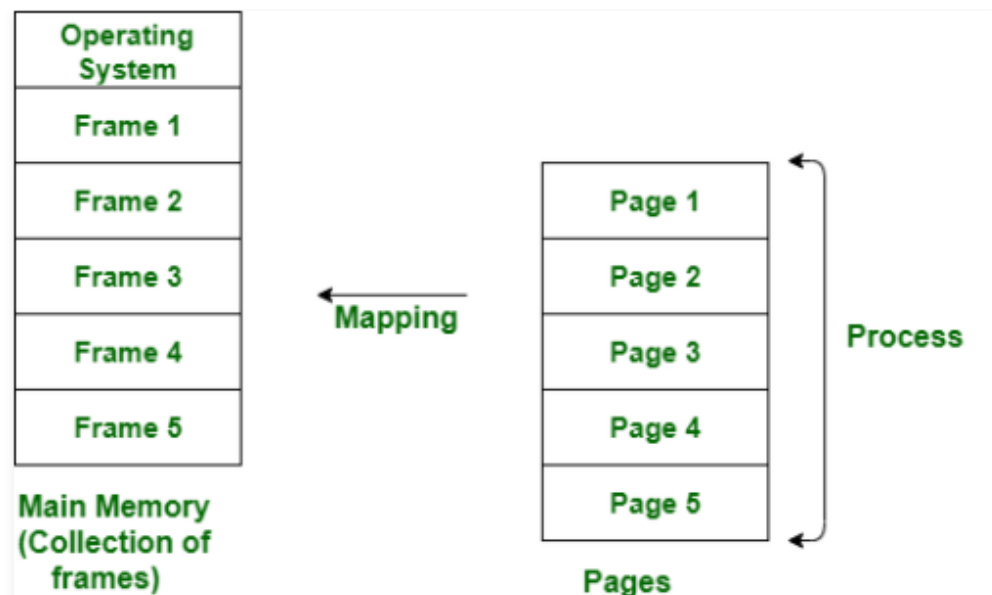 Operating
System
Frame 1
Frame 2
Frame 3
Frame 4
Frame 5
Main Memory
(Collection of
frames)
Mapping
Page 1
Page 2
Page 3
Page 4
Page 5
Pages
Process